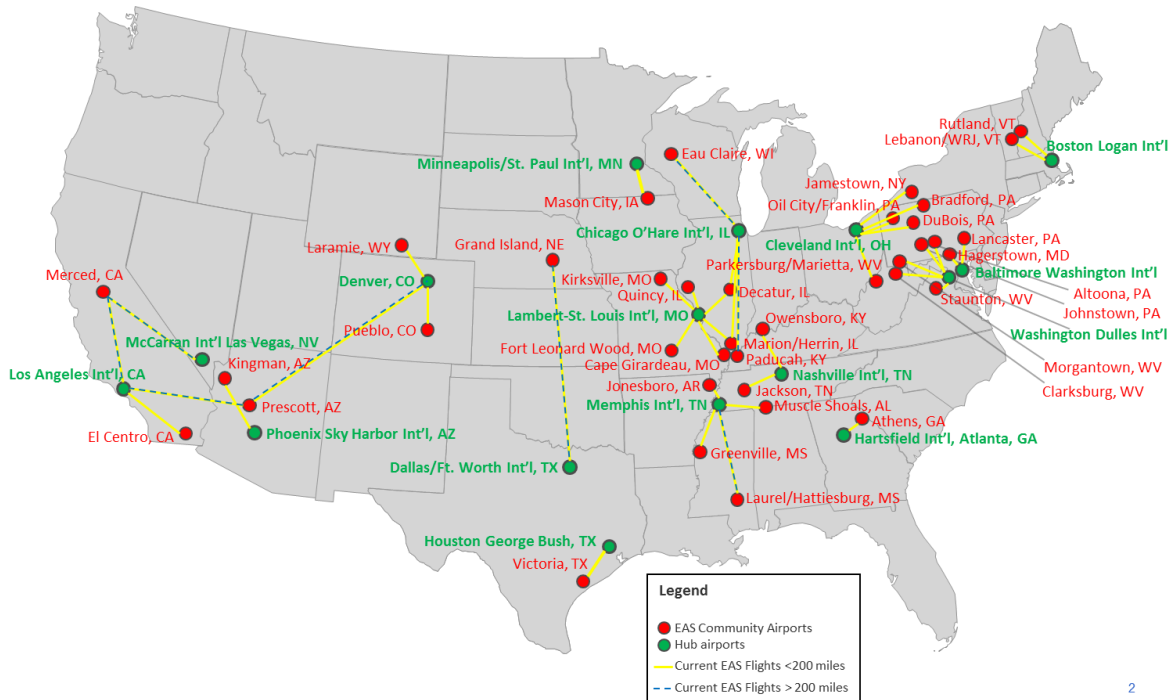 Rutland, VT
Lebanon/WRJ, VT
Boston Logan Int'l
Minneapolis/St. Paul Int'l, MN
Eau Claire, WI
Jamestown, NY
Mason City, IA
Oil City/Franklin, PA
Bradford, PA
DuBois, PA
Laramie, WY
Grand Island, NE
Chicago O'Hare Int'l, IL
Cleveland Int'l, OH
Lancaster, PA
Hagerstown, MD
Parkersburg/Marietta, WV
Baltimore Washington Int'l
Merced, CA
Denver, CO
Kirksville, MO
Quincy, IL
Decatur, IL
Altoona, PA
Staunton, WV
Johnstown, PA
Lambert-St. Louis Int'l, MO
Owensboro, KY
Pueblo, CO
Washington Dulles Int'l
McCarran Int'l Las Vegas, NV
Fort Leonard Wood, MO
Marion/Herrin, IL
Paducah, KY
Cape Girardeau, MO
Kingman, AZ
Morgantown, WV
Los Angeles Int'l, CA
Jonesboro, AR
Nashville Int'l, TN
Jackson, TN
Clarksburg, WV
Prescott, AZ
Memphis Int'l, TN
Muscle Shoals, AL
Athens, GA
El Centro, CA
Phoenix Sky Harbor Int'l, AZ
Hartsfield Int'l, Atlanta, GA
Greenville, MS
Dallas/Ft. Worth Int'l, TX
Laurel/Hattiesburg, MS
Houston George Bush, TX
Victoria, TX
Legend
EAS Community Airports
Hub airports
Current EAS Flights <200 miles
Current EAS Flights > 200 miles
2